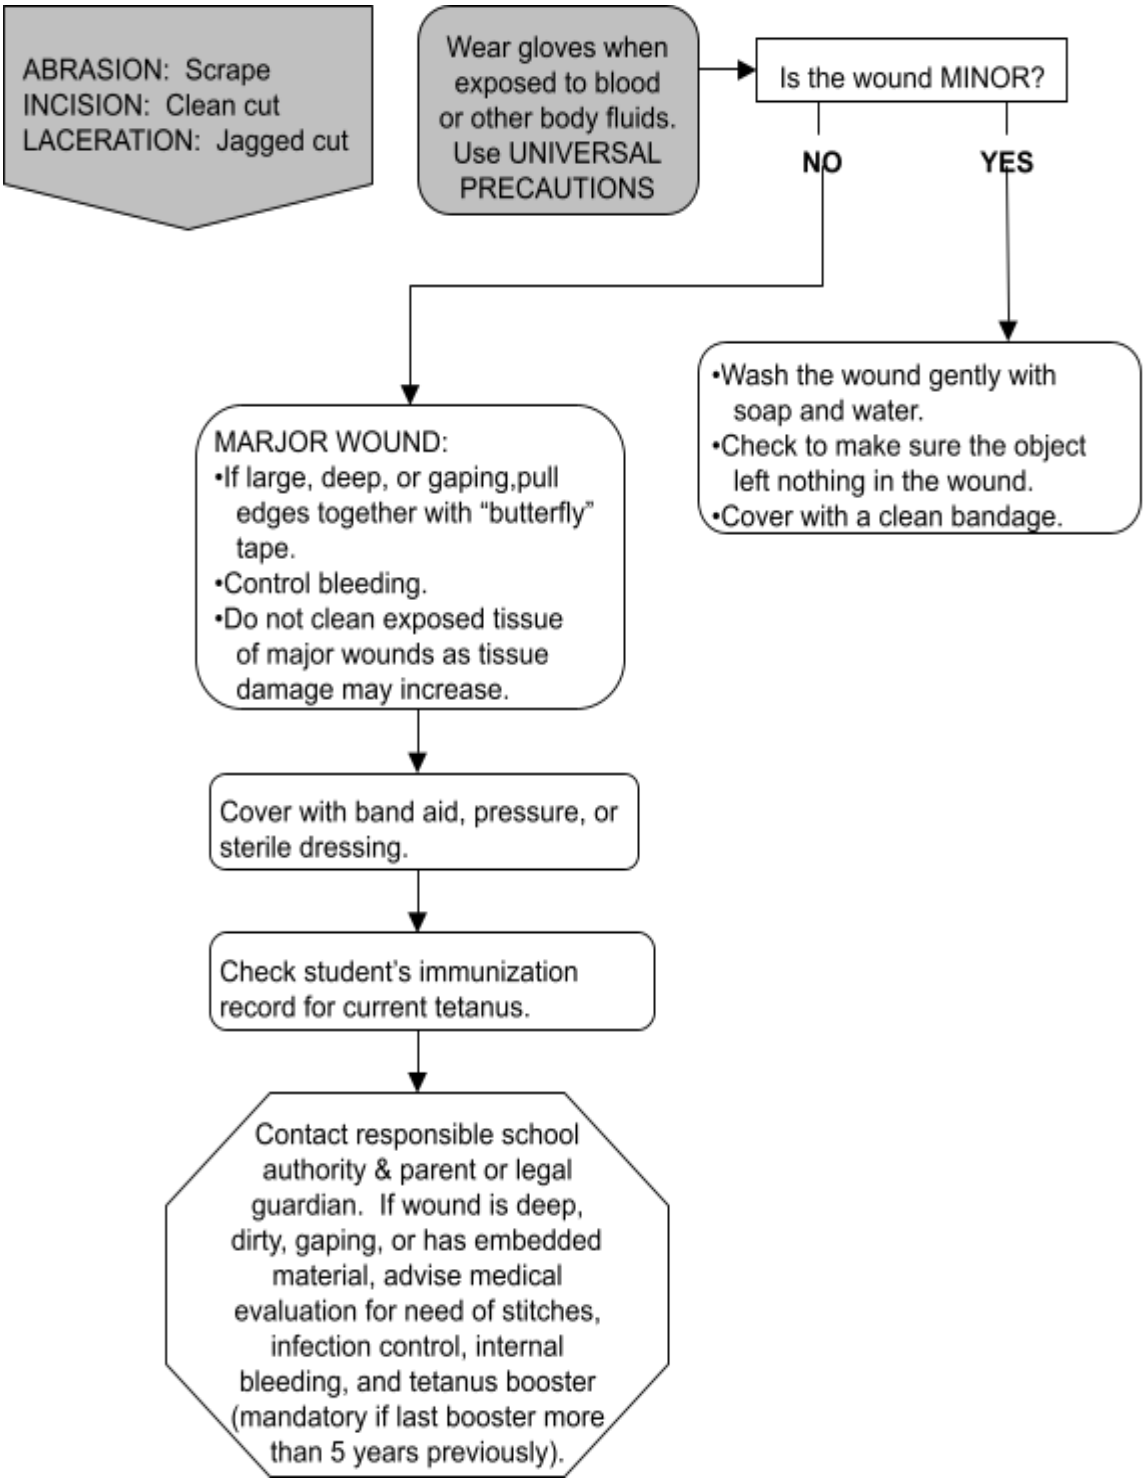 ABRASION: Scrape
INCISION: Clean cut
LACERATION: Jagged cut
Wear gloves when
exposed to blood
or other body fluids.
Use UNIVERSAL
PRECAUTIONS
Is the wound MINOR?
NO
YES
•Wash the wound gently with
soap and water.
•Check to make sure the object
left nothing in the wound.
•Cover with a clean bandage.
MARJOR WOUND:
•If large, deep, or gaping,pull
edges together with “butterfly”
tape.
•Control bleeding.
•Do not clean exposed tissue
of major wounds as tissue
damage may increase.
Cover with band aid, pressure, or
sterile dressing.
Check student’s immunization
record for current tetanus.
Contact responsible school
authority & parent or legal
guardian. If wound is deep,
dirty, gaping, or has embedded
material, advise medical
evaluation for need of stitches,
infection control, internal
bleeding, and tetanus booster
(mandatory if last booster more
than 5 years previously).